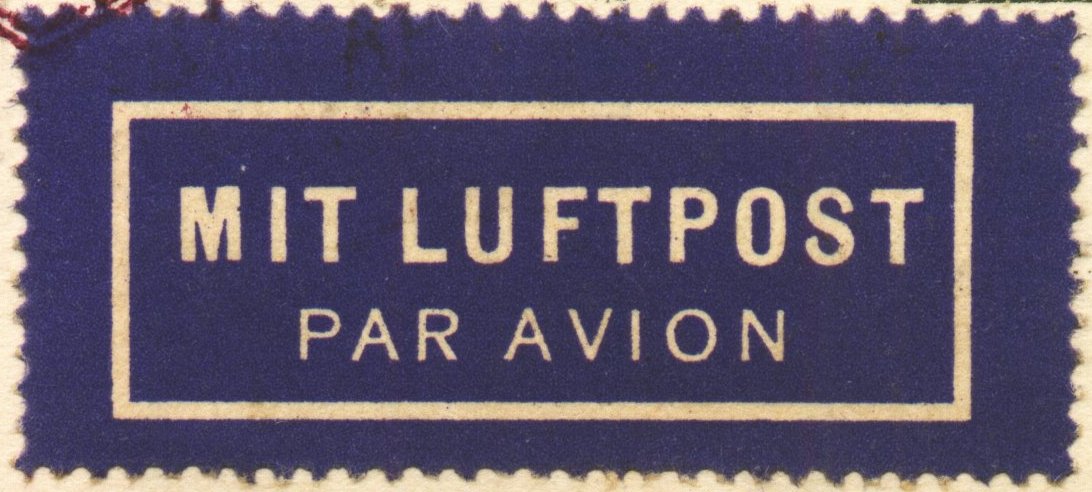 MIT LUFTPOST
PAR AVION